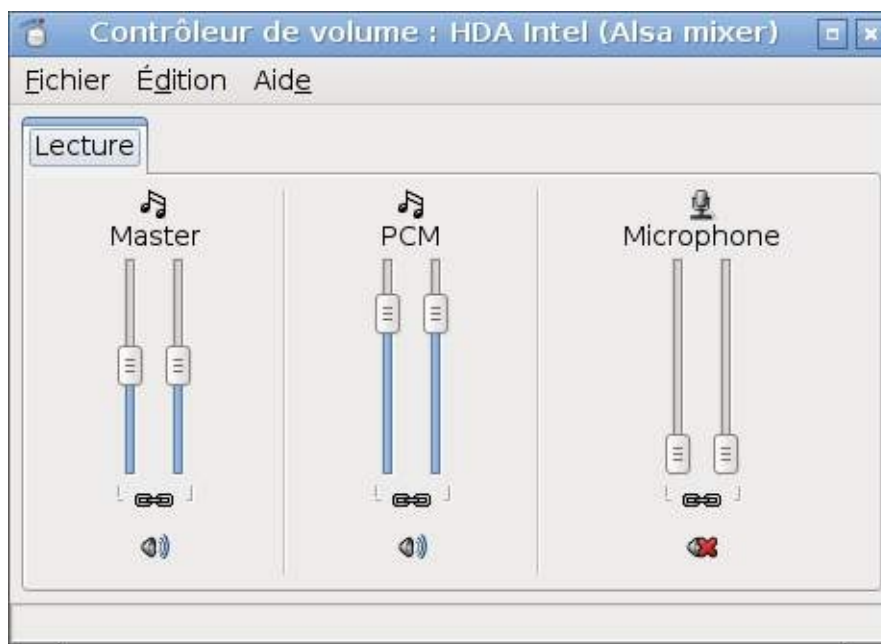 Contrôleur de volume : HDA Intel (Alsa mixer)
Fichier Édition Aide
Lecture
Master PCM Microphone